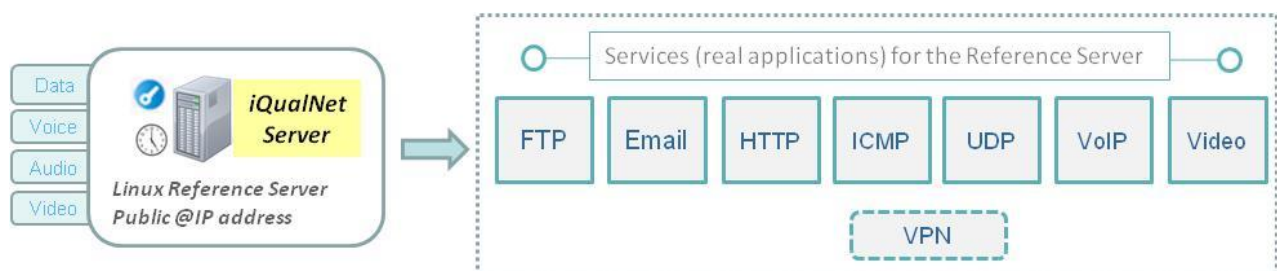 Data
Voice
Audio
Video
iQualNet
Server
Linux Reference Server
Public @IP address
Services (real applications) for the Reference Server
FTP
Email
HTTP
ICMP
UDP
VoIP
Video
VPN